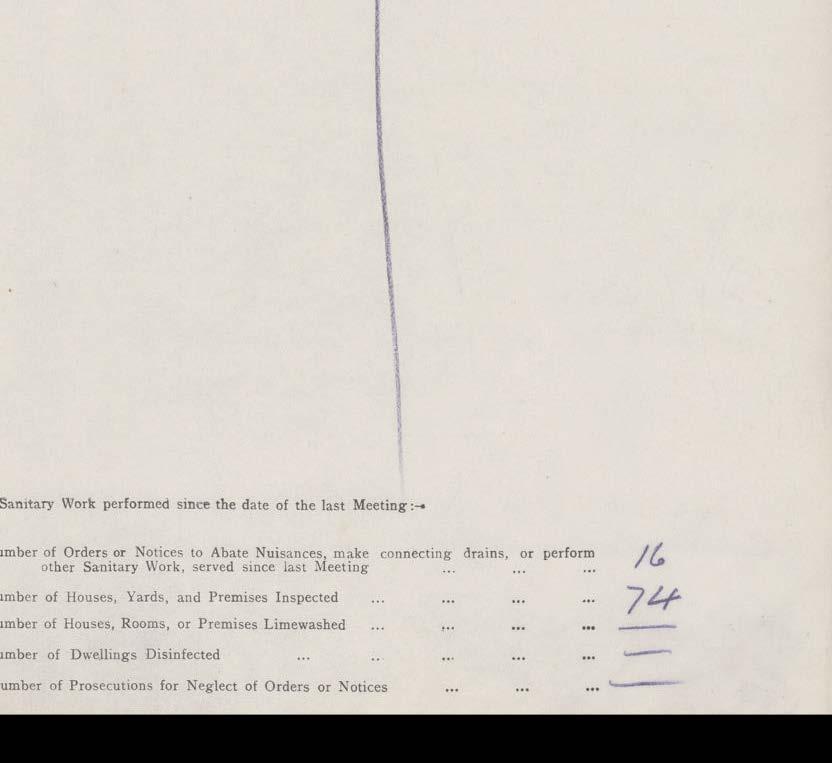 Sanitary Work performed since the date of the last Meeting:—
umber of Orders or Notices to Abate Nuisances, make connecting drains, or perform
other Sanitary Work, served since last Meeting ... ... ... 16
umber of Houses, Yards, and Premises Inspected ... ... ... ... 74
umber of Houses, Rooms, or Premises Limewashed ... ... ... ... —
umber of Dwellings Disinfected ... ... ... ... ... —
umber of Prosecutions for Neglect of Orders or Notices ... ... ... —